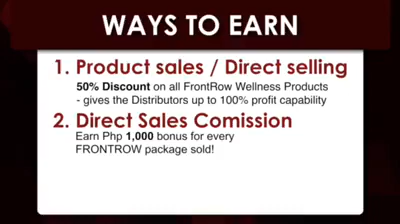 WAYS TO EARN
1. Product sales / Direct selling
50% Discount on all FrontRow Wellness Products
- gives the Distributors up to 100% profit capability
2. Direct Sales Comission
Earn Php 1,000 bonus for every
FRONTROW package sold!